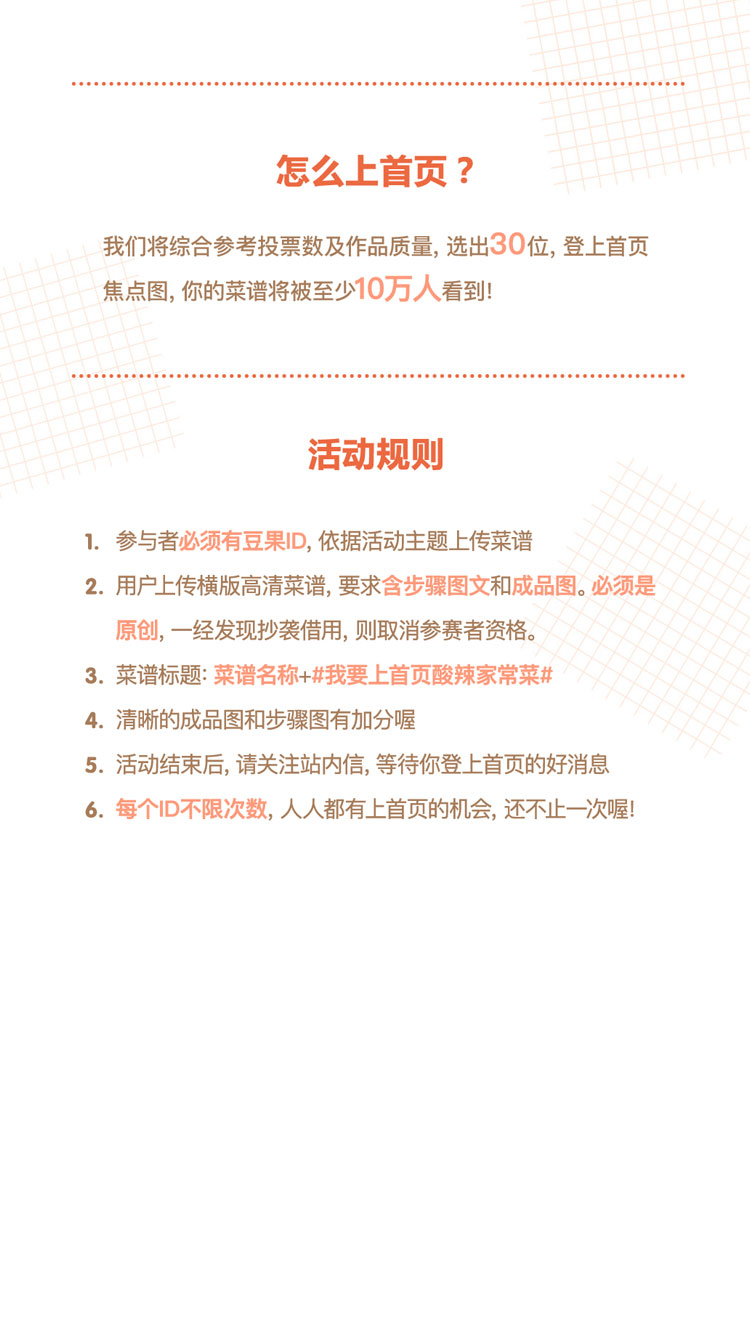 怎么上首页？
我们将综合参考投票数及作品质量, 选出30位, 登上首页
焦点图, 你的菜谱将被至少10万人看到!
活动规则
1. 参与者必须有豆果ID, 依据活动主题上传菜谱
2. 用户上传横版高清菜谱, 要求含步骤图文和成品图。必须是
原创, 一经发现抄袭借用, 则取消参赛者资格。
3. 菜谱标题: 菜谱名称+#我要上首页酸辣家常菜#
4. 清晰的成品图和步骤图有加分喔
5. 活动结束后, 请关注站内信, 等待你登上首页的好消息
6. 每个ID不限次数, 人人都有上首页的机会, 还不止一次喔!